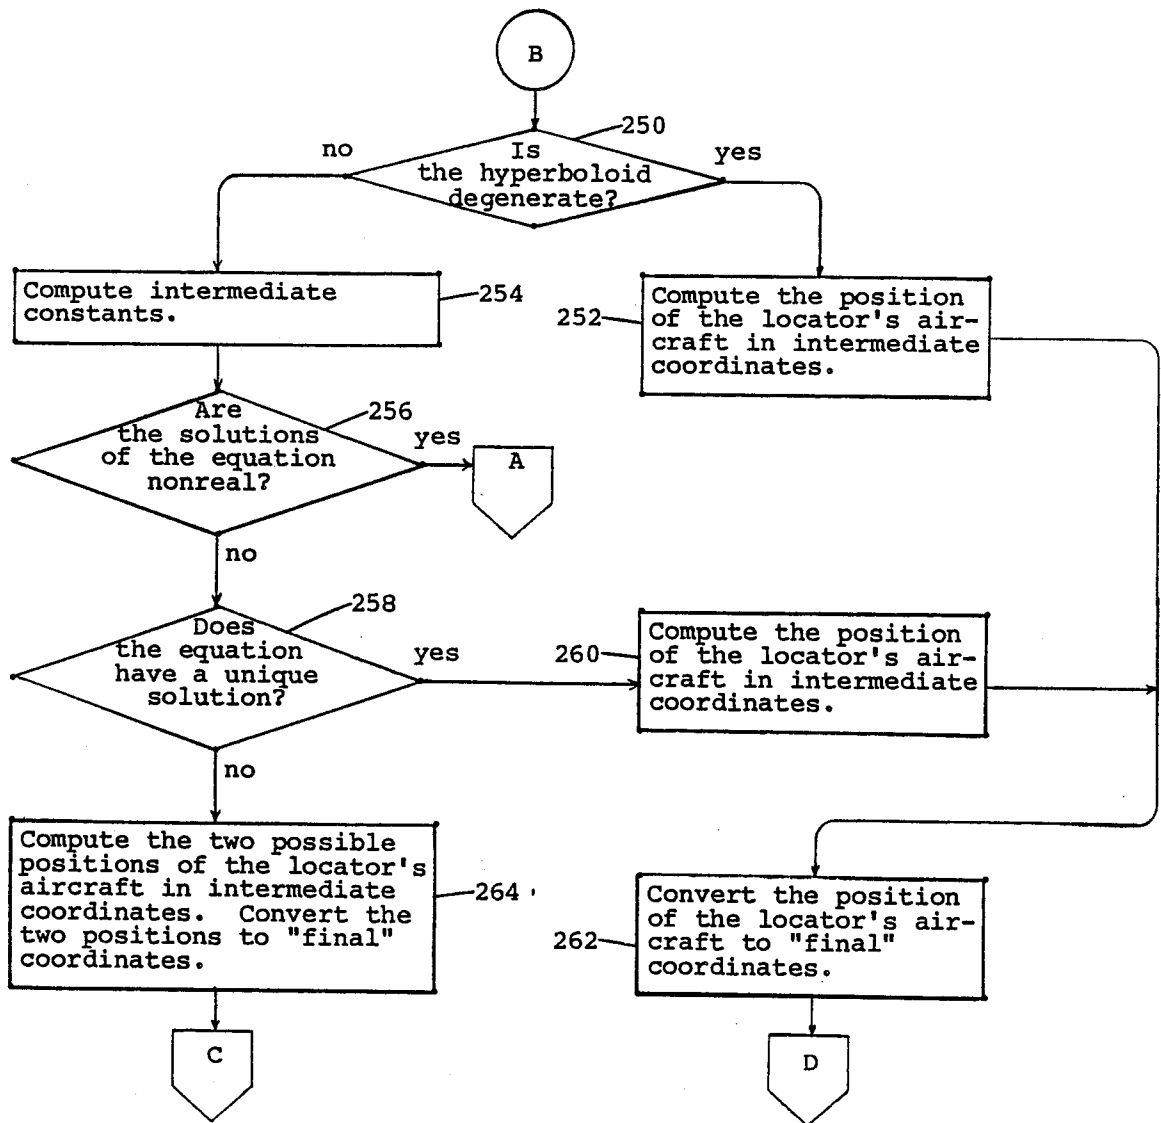 B
250
no
yes
Is
the hyperboloid
degenerate?
Compute intermediate
constants.
254
252
Compute the position
of the locator's air-
craft in intermediate
coordinates.
Are
the solutions
of the equation
nonreal?
256
yes
A
no
258
Does
the equation
have a unique
solution?
yes
260
Compute the position
of the locator's air-
craft in intermediate
coordinates.
no
Compute the two possible
positions of the locator's
aircraft in intermediate
coordinates. Convert the
two positions to "final"
coordinates.
264
262
Convert the position
of the locator's air-
craft to "final"
coordinates.
C
D